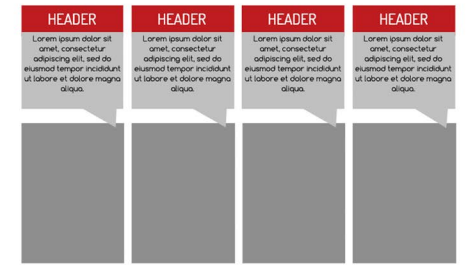 HEADER
Lorem ipsum dolor sit
amet, consectetur
adipiscing elit, sed do
eiusmod tempor incididunt
ut labore et dolore magna
aliqua.
HEADER
Lorem ipsum dolor sit
amet, consectetur
adipiscing elit, sed do
eiusmod tempor incididunt
ut labore et dolore magna
aliqua.
HEADER
Lorem ipsum dolor sit
amet, consectetur
adipiscing elit, sed do
eiusmod tempor incididunt
ut labore et dolore magna
aliqua.
HEADER
Lorem ipsum dolor sit
amet, consectetur
adipiscing elit, sed do
eiusmod tempor incididunt
ut labore et dolore magna
aliqua.